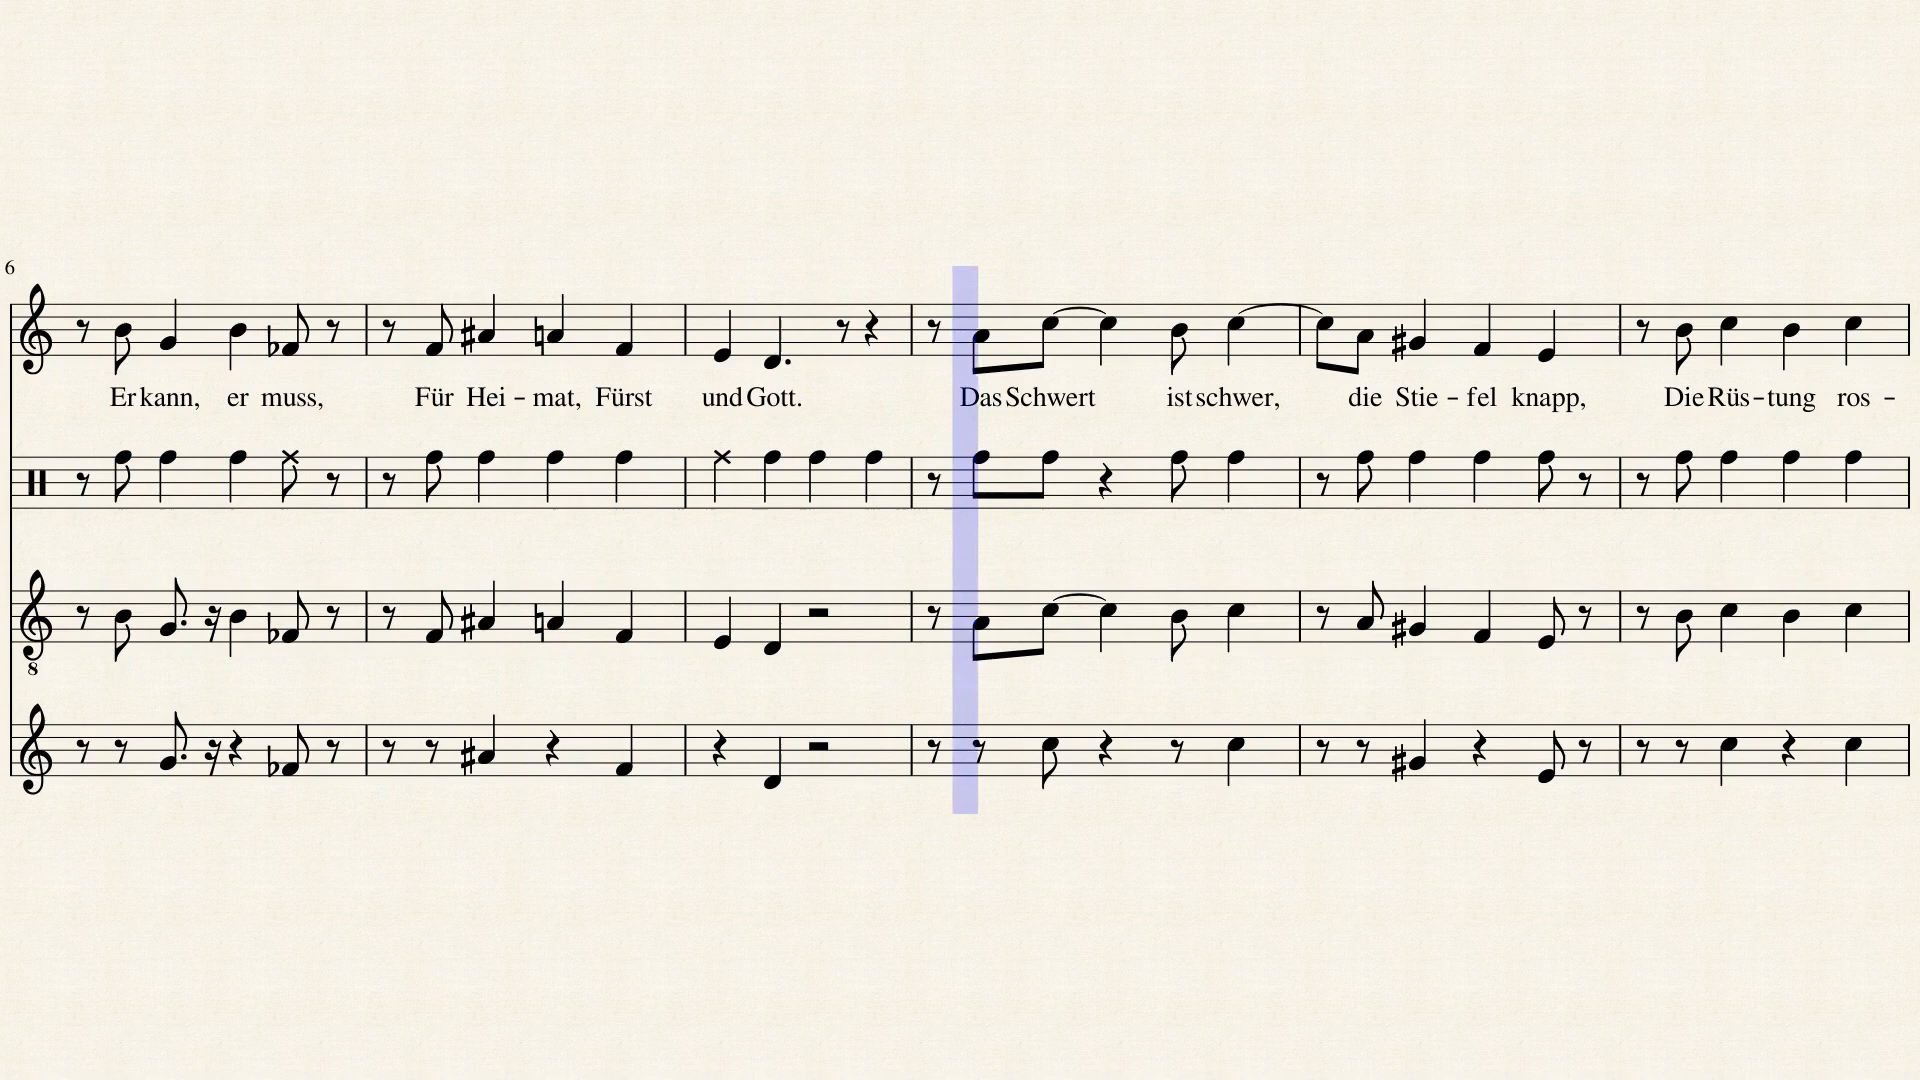 6
Er kann, er muss, Für Hei - mat, Fürst und Gott. Das Schwert ist schwer, die Stie - fel knapp, Die Rüs - tung ros -
8